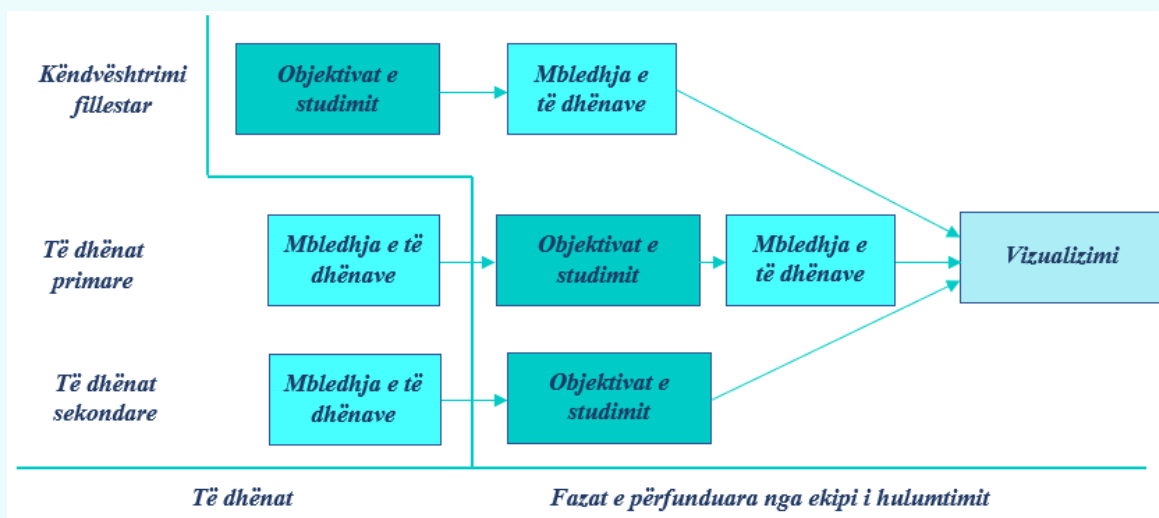 Këndvështrimi
fillestar
Objektivat e
studimit
Mbledhja e
të dhënave
Të dhënat
primare
Mbledhja e të
dhënave
Objektivat e
studimit
Mbledhja e
të dhënave
Vizualizimi
Të dhënat
sekondare
Mbledhja e të
dhënave
Objektivat e
studimit
Të dhënat
Fazat e përfunduara nga ekipi i hulumtimit